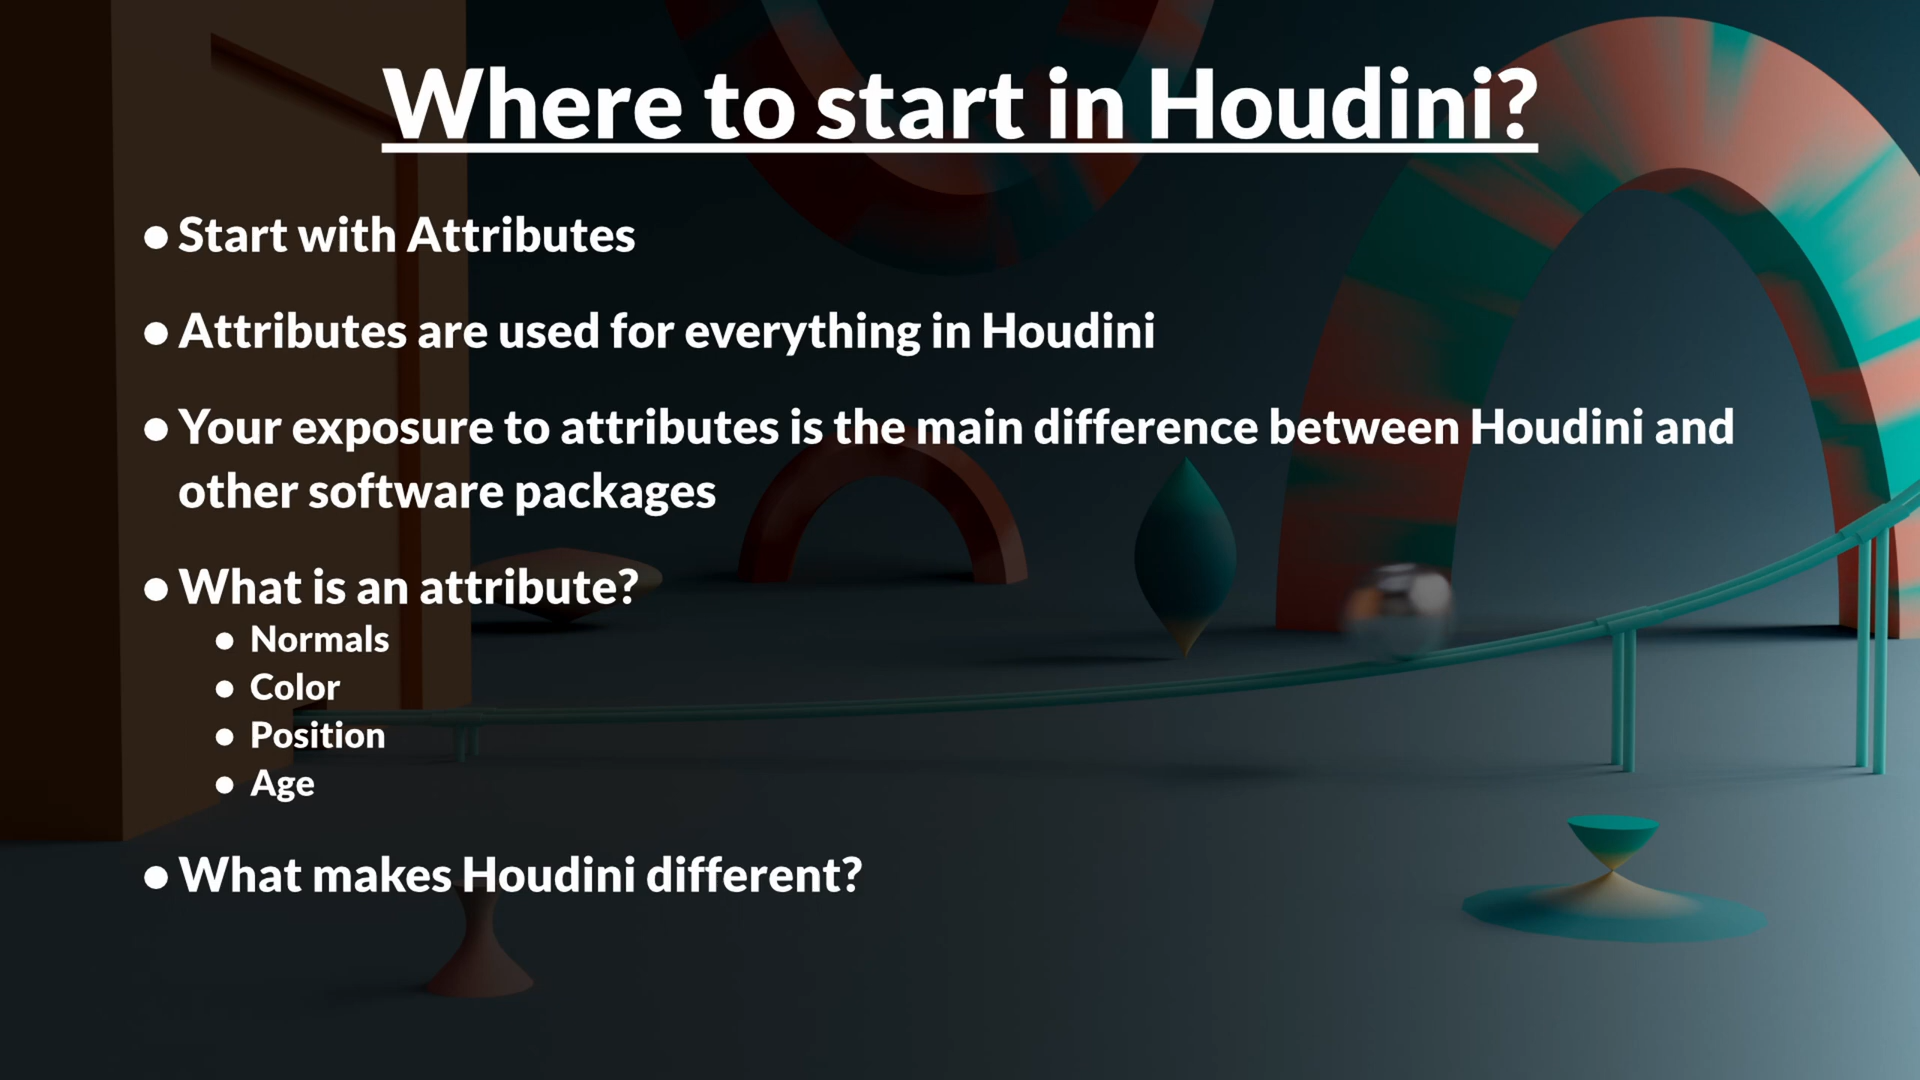 Where to start in Houdini?
• Start with Attributes
• Attributes are used for everything in Houdini
• Your exposure to attributes is the main difference between Houdini and
other software packages
• What is an attribute?
• Normals
• Color
• Position
• Age
• What makes Houdini different?